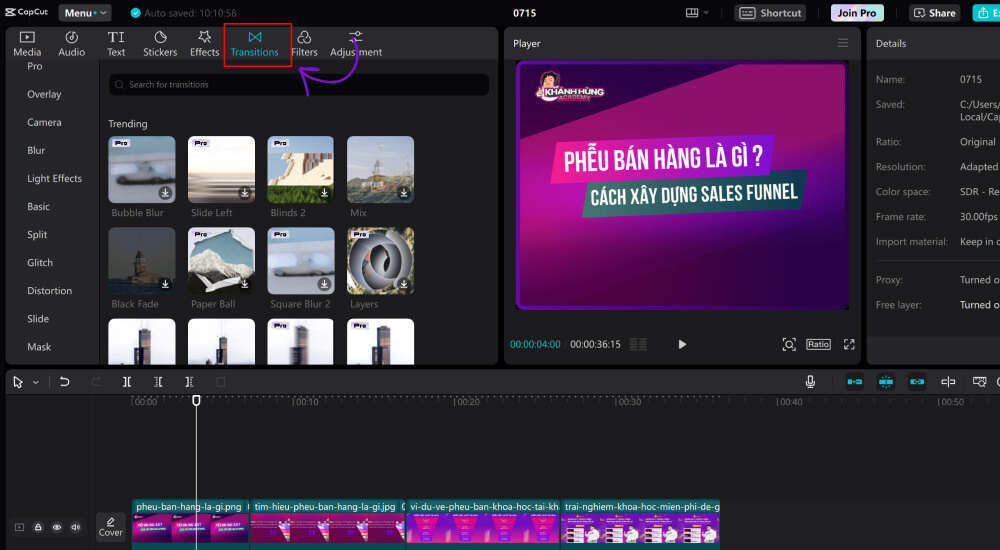 CapCut
Menu
Auto saved: 10:10:58
0715
Shortcut
Join Pro
Share
Media
Audio
Text
Stickers
Effects
Transitions
Filters
Adjustment
Player
Details
Pro
Overlay
Camera
Blur
Light Effects
Basic
Split
Glitch
Distortion
Slide
Mask
Search for transitions
Trending
Pro
Pro
Pro
Bubble Blur
Slide Left
Blinds 2
Mix
Pro
Pro
Black Fade
Paper Ball
Square Blur 2
Layers
Pro
Pro
KHÁNH HÙNG
ACADEMY
PHỄU BÁN HÀNG LÀ GÌ ?
CÁCH XÂY DỰNG SALES FUNNEL
00:00:04:00
00:00:36:15
Ratio
Name:
0715
Saved:
C:/Users/
Local/Cap
Ratio:
Original
Resolution:
Adapted
Color space:
SDR - Re
Frame rate:
30.00fps
Import material:
Keep in o
Proxy:
Turned o
Free layer:
Turned o
00:00
00:10
00:20
00:30
00:40
00:50
Cover
pheu-ban-hang-la-gi.png
tim-hieu-pheu-ban-hang-la-gi.jpg
vi-du-ve-pheu-ban-khoa-hoc-tai-kh
trai-nghiem-khoa-hoc-mien-phi-de-g